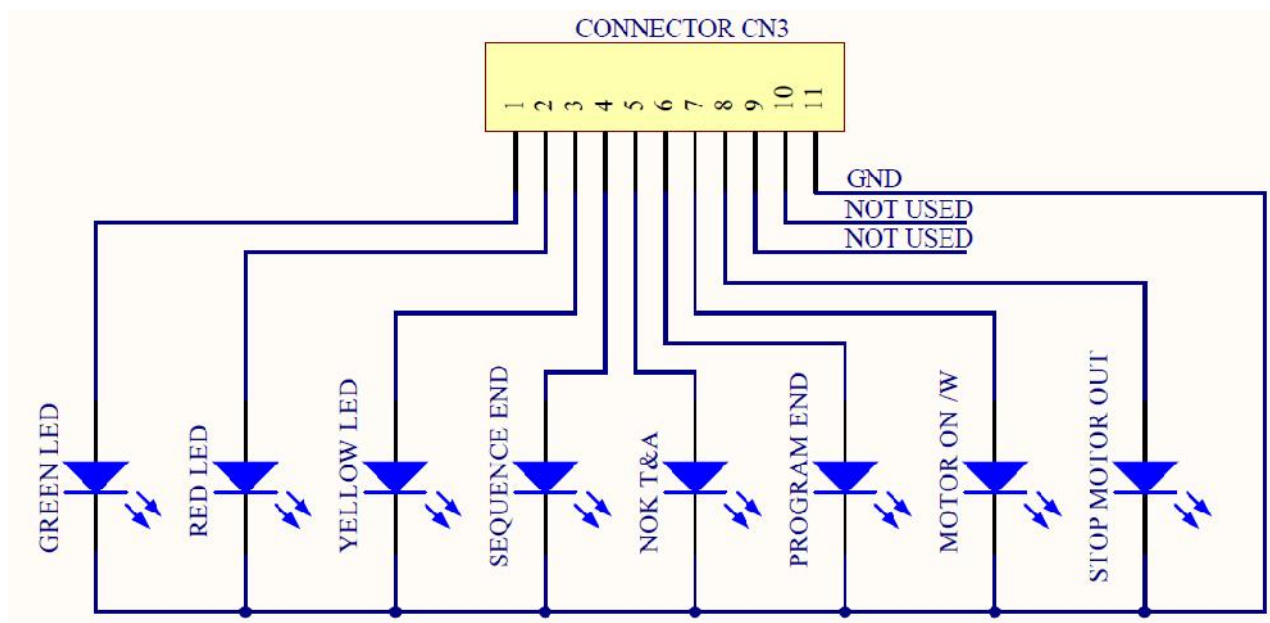 CONNECTOR CN3
1
2
3
4
5
6
7
8
9
10
11
GND
NOT USED
NOT USED
GREEN LED
RED LED
YELLOW LED
SEQUENCE END
NOK T&A
PROGRAM END
MOTOR ON /W
STOP MOTOR OUT